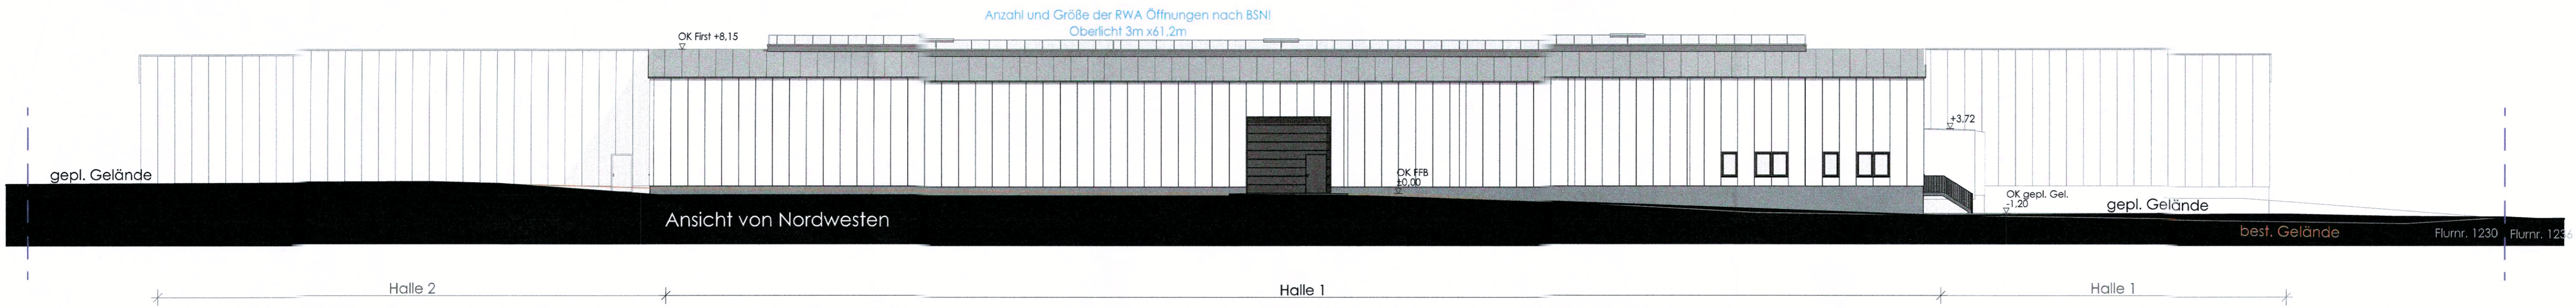 Anzahl und Größe der RWA Öffnungen nach BSN!
Oberlicht 3m x61,2m
OK First +8,15
+3,72
gepl. Gelände
OK FFB
±0,00
OK gepl. Gel.
-1,20
gepl. Gelände
Ansicht von Nordwesten
best. Gelände
Flurnr. 1230
Flurnr. 1236
Halle 2
Halle 1
Halle 1